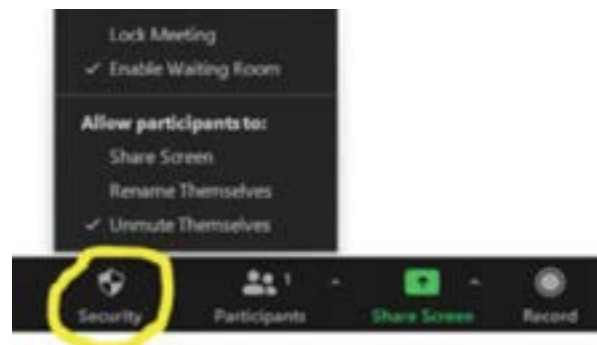 Lock Meeting
✓ Enable Waiting Room
Allow participants to:
Share Screen
Rename Themselves
✓ Unmute Themselves
1
Security Participants Share Screen Record